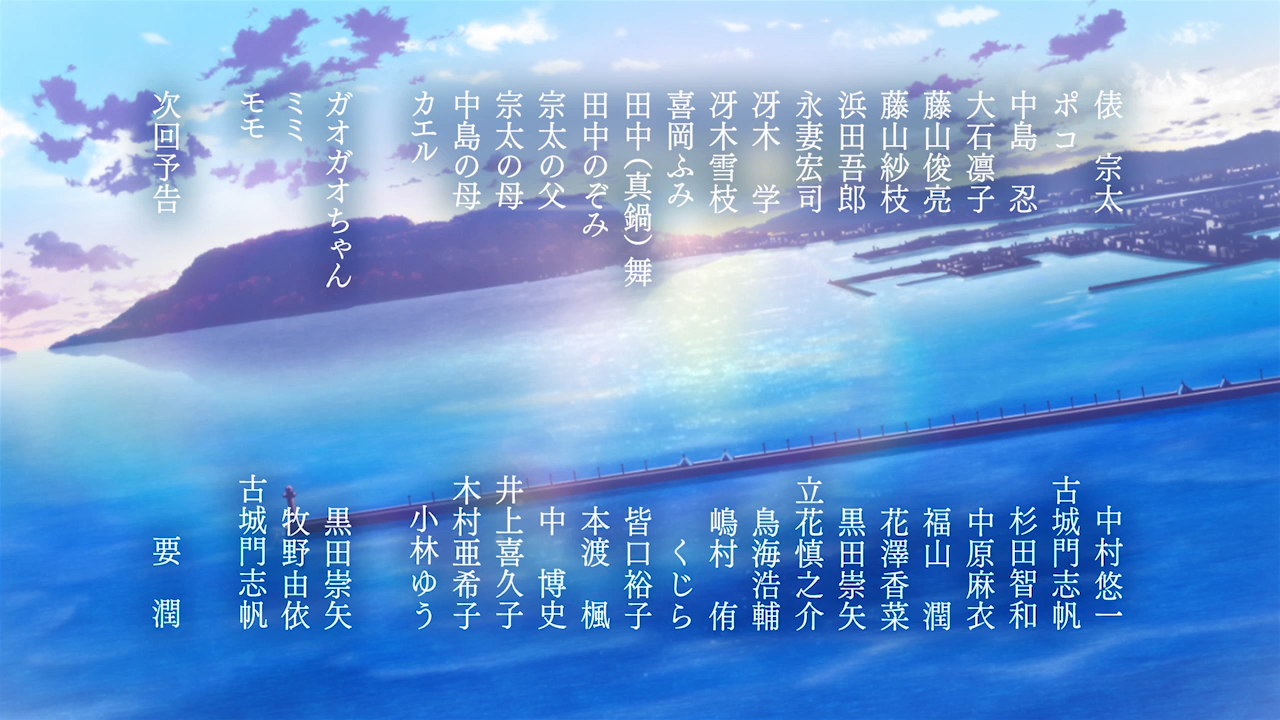 俵　宗太　中村悠一
ポコ　古城門志帆
中島　忍　杉田智和
大石凛子　中原麻衣
藤山俊亮　福山　潤
藤山紗枝　花澤香菜
浜田吾郎　黒田崇矢
永妻宏司　立花慎之介
冴木　学　鳥海浩輔
冴木雪枝　嶋村　侑
喜岡ふみ　くじら
田中（真鍋）舞　皆口裕子
田中のぞみ　本渡　楓
宗太の父　中　博史
宗太の母　井上喜久子
中島の母　木村亜希子
カエル　小林ゆう
ガオガオちゃん　黒田崇矢
ミミ　牧野由依
モモ　古城門志帆
次回予告　要　潤